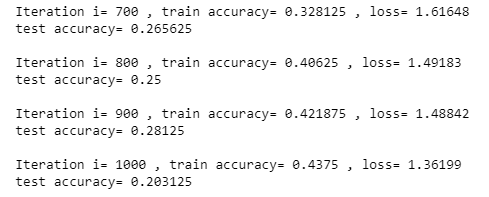 Iteration i= 700 , train accuracy= 0.328125 , loss= 1.61648
test accuracy= 0.265625
Iteration i= 800 , train accuracy= 0.40625 , loss= 1.49183
test accuracy= 0.25
Iteration i= 900 , train accuracy= 0.421875 , loss= 1.48842
test accuracy= 0.28125
Iteration i= 1000 , train accuracy= 0.4375 , loss= 1.36199
test accuracy= 0.203125